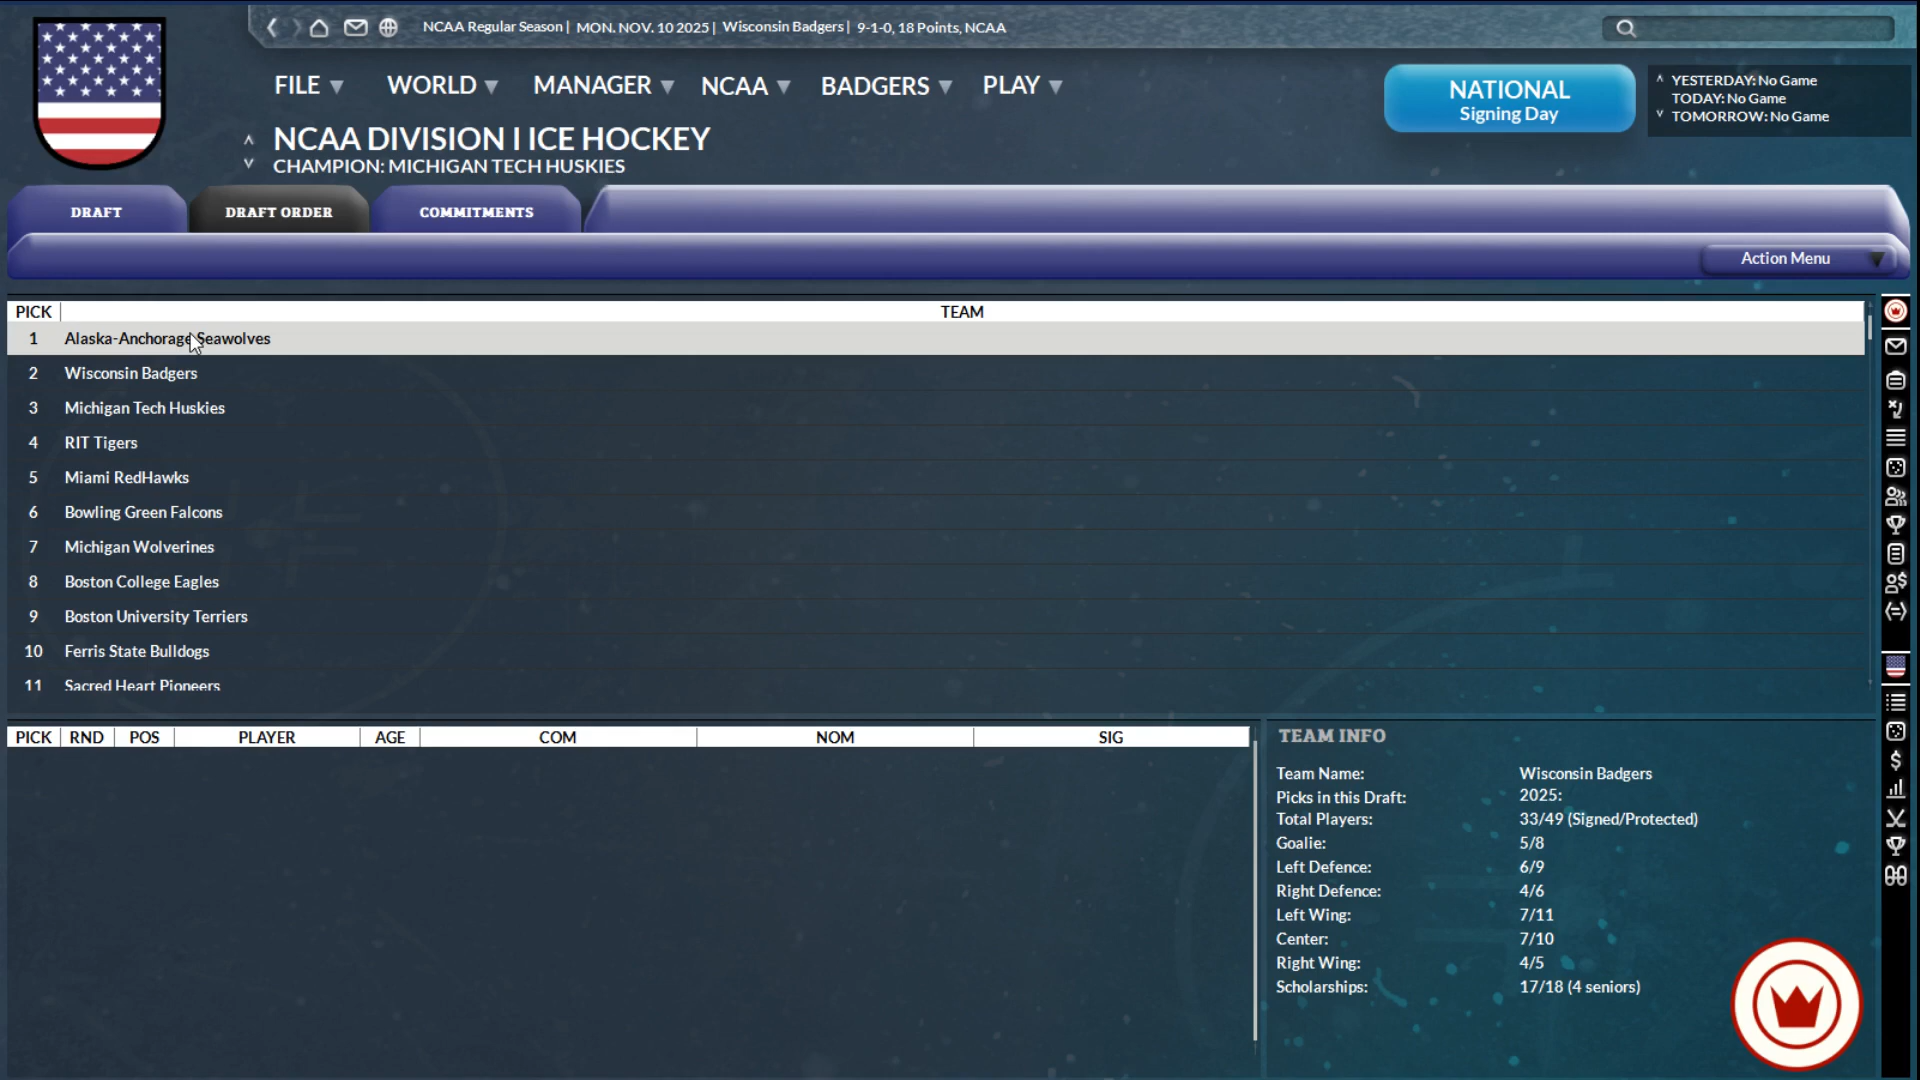 NCAA Regular Season | MON. NOV. 10 2025 | Wisconsin Badgers | 9-1-0, 18 Points, NCAA
FILE WORLD MANAGER NCAA BADGERS PLAY
NATIONAL
Signing Day
YESTERDAY: No Game
TODAY: No Game
TOMORROW: No Game
NCAA DIVISION I ICE HOCKEY
CHAMPION: MICHIGAN TECH HUSKIES
DRAFT DRAFT ORDER COMMITMENTS
Action Menu
PICK TEAM
1 Alaska-Anchorage Seawolves
2 Wisconsin Badgers
3 Michigan Tech Huskies
4 RIT Tigers
5 Miami RedHawks
6 Bowling Green Falcons
7 Michigan Wolverines
8 Boston College Eagles
9 Boston University Terriers
10 Ferris State Bulldogs
11 Sacred Heart Pioneers
PICK RND POS PLAYER AGE COM NOM SIG
TEAM INFO
Team Name: Wisconsin Badgers
Picks in this Draft: 2025:
Total Players: 33/49 (Signed/Protected)
Goalie: 5/8
Left Defence: 6/9
Right Defence: 4/6
Left Wing: 7/11
Center: 7/10
Right Wing: 4/5
Scholarships: 17/18 (4 seniors)